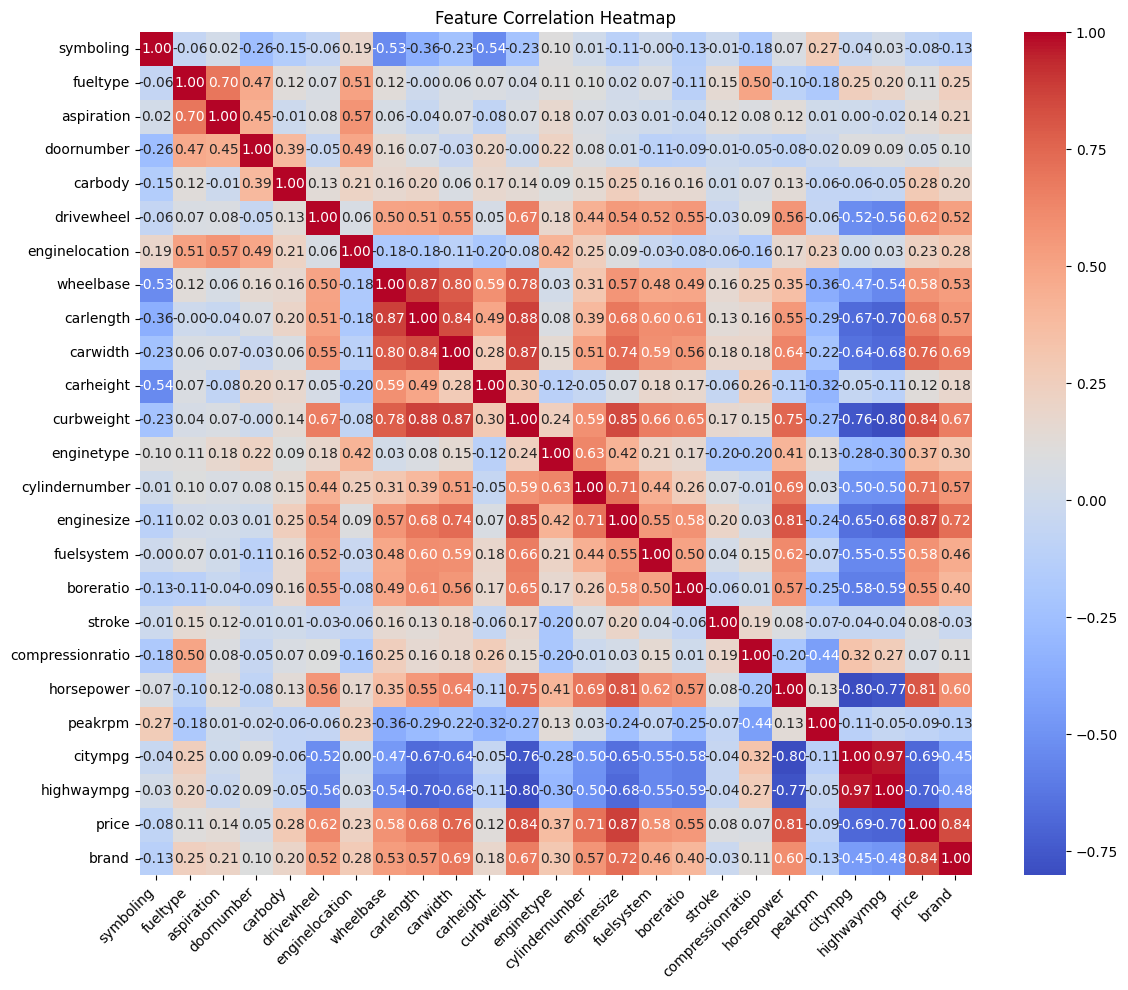 Feature Correlation Heatmap
symboling 1.00 -0.06 0.02 -0.26 -0.15 -0.06 0.19 -0.53 -0.36 -0.23 -0.54 -0.23 0.10 0.01 -0.11 -0.00 -0.13 -0.01 -0.18 0.07 0.27 -0.04 0.03 -0.08 -0.13
fueltype -0.06 1.00 0.70 0.47 0.12 0.07 0.51 0.12 -0.00 0.06 0.07 0.04 0.11 0.10 0.02 0.07 -0.11 0.15 0.50 -0.10 -0.18 0.25 0.20 0.11 0.25
aspiration 0.02 0.70 1.00 0.45 -0.01 0.08 0.57 0.06 -0.04 0.07 -0.08 0.07 0.18 0.07 0.03 0.01 -0.04 0.12 0.08 0.12 0.01 0.00 -0.02 0.14 0.21
doornumber -0.26 0.47 0.45 1.00 0.39 -0.05 0.49 0.16 0.07 -0.03 0.20 -0.00 0.22 0.08 0.01 -0.11 -0.09 -0.01 -0.05 -0.08 -0.02 0.09 0.09 0.05 0.10
carbody -0.15 0.12 -0.01 0.39 1.00 0.13 0.21 0.16 0.20 0.06 0.17 0.14 0.09 0.15 0.25 0.16 0.16 0.01 0.07 0.13 -0.06 -0.06 -0.05 0.28 0.20
drivewheel -0.06 0.07 0.08 -0.05 0.13 1.00 0.06 0.50 0.51 0.55 0.05 0.67 0.18 0.44 0.54 0.52 0.55 -0.03 0.09 0.56 -0.06 -0.52 -0.56 0.62 0.52
enginelocation 0.19 0.51 0.57 0.49 0.21 0.06 1.00 -0.18 -0.18 -0.11 -0.20 -0.08 0.42 0.25 0.09 -0.03 -0.08 -0.06 -0.16 0.17 0.23 0.00 0.03 0.23 0.28
wheelbase -0.53 0.12 0.06 0.16 0.16 0.50 -0.18 1.00 0.87 0.80 0.59 0.78 0.03 0.31 0.57 0.48 0.49 0.16 0.25 0.35 -0.36 -0.47 -0.54 0.58 0.53
carlength -0.36 -0.00 -0.04 0.07 0.20 0.51 -0.18 0.87 1.00 0.84 0.49 0.88 0.08 0.39 0.68 0.60 0.61 0.13 0.16 0.55 -0.29 -0.67 -0.70 0.68 0.57
carwidth -0.23 0.06 0.07 -0.03 0.06 0.55 -0.11 0.80 0.84 1.00 0.28 0.87 0.15 0.51 0.74 0.59 0.56 0.18 0.18 0.64 -0.22 -0.64 -0.68 0.76 0.69
carheight -0.54 0.07 -0.08 0.20 0.17 0.05 -0.20 0.59 0.49 0.28 1.00 0.30 -0.12 -0.05 0.07 0.18 0.17 -0.06 0.26 -0.11 -0.32 -0.05 -0.11 0.12 0.18
curbweight -0.23 0.04 0.07 -0.00 0.14 0.67 -0.08 0.78 0.88 0.87 0.30 1.00 0.24 0.59 0.85 0.66 0.65 0.17 0.15 0.75 -0.27 -0.76 -0.80 0.84 0.67
enginetype 0.10 0.11 0.18 0.22 0.09 0.18 0.42 0.03 0.08 0.15 -0.12 0.24 1.00 0.63 0.42 0.21 0.17 -0.20 -0.20 0.41 0.13 -0.28 -0.30 0.37 0.30
cylindernumber 0.01 0.10 0.07 0.08 0.15 0.44 0.25 0.31 0.39 0.51 -0.05 0.59 0.63 1.00 0.71 0.44 0.26 0.07 -0.01 0.69 0.03 -0.50 -0.50 0.71 0.57
enginesize -0.11 0.02 0.03 0.01 0.25 0.54 0.09 0.57 0.68 0.74 0.07 0.85 0.42 0.71 1.00 0.55 0.58 0.20 0.03 0.81 -0.24 -0.65 -0.68 0.87 0.72
fuelsystem -0.00 0.07 0.01 -0.11 0.16 0.52 -0.03 0.48 0.60 0.59 0.18 0.66 0.21 0.44 0.55 1.00 0.50 0.04 0.15 0.62 -0.07 -0.55 -0.55 0.58 0.46
boreratio -0.13 -0.11 -0.04 -0.09 0.16 0.55 -0.08 0.49 0.61 0.56 0.17 0.65 0.17 0.26 0.58 0.50 1.00 -0.06 0.01 0.57 -0.25 -0.58 -0.59 0.55 0.40
stroke -0.01 0.15 0.12 -0.01 0.01 -0.03 -0.06 0.16 0.13 0.18 -0.06 0.17 -0.20 0.07 0.20 0.04 -0.06 1.00 0.19 0.08 -0.07 -0.04 -0.04 0.08 -0.03
compressionratio -0.18 0.50 0.08 -0.05 0.07 0.09 -0.16 0.25 0.16 0.18 0.26 0.15 -0.20 -0.01 0.03 0.15 0.01 0.19 1.00 -0.20 -0.44 0.32 0.27 0.07 0.11
horsepower 0.07 -0.10 0.12 -0.08 0.13 0.56 0.17 0.35 0.55 0.64 -0.11 0.75 0.41 0.69 0.81 0.62 0.57 0.08 -0.20 1.00 0.13 -0.80 -0.77 0.81 0.60
peakrpm 0.27 -0.18 0.01 -0.02 -0.06 -0.06 0.23 -0.36 -0.29 -0.22 -0.32 -0.27 0.13 0.03 -0.24 -0.07 -0.25 -0.07 -0.44 0.13 1.00 -0.11 -0.05 -0.09 -0.13
citympg -0.04 0.25 0.00 0.09 -0.06 -0.52 0.00 -0.47 -0.67 -0.64 -0.05 -0.76 -0.28 -0.50 -0.65 -0.55 -0.58 -0.04 0.32 -0.80 -0.11 1.00 0.97 -0.69 -0.45
highwaympg 0.03 0.20 -0.02 0.09 -0.05 -0.56 0.03 -0.54 -0.70 -0.68 -0.11 -0.80 -0.30 -0.50 -0.68 -0.55 -0.59 -0.04 0.27 -0.77 -0.05 0.97 1.00 -0.70 -0.48
price -0.08 0.11 0.14 0.05 0.28 0.62 0.23 0.58 0.68 0.76 0.12 0.84 0.37 0.71 0.87 0.58 0.55 0.08 0.07 0.81 -0.09 -0.69 -0.70 1.00 0.84
brand -0.13 0.25 0.21 0.10 0.20 0.52 0.28 0.53 0.57 0.69 0.18 0.67 0.30 0.57 0.72 0.46 0.40 -0.03 0.11 0.60 -0.13 -0.45 -0.48 0.84 1.00
symboling fueltype aspiration doornumber carbody drivewheel enginelocation wheelbase carlength carwidth carheight curbweight enginetype cylindernumber enginesize fuelsystem boreratio stroke compressionratio horsepower peakrpm citympg highwaympg price brand
1.00
0.75
0.50
0.25
0.00
−0.25
−0.50
−0.75